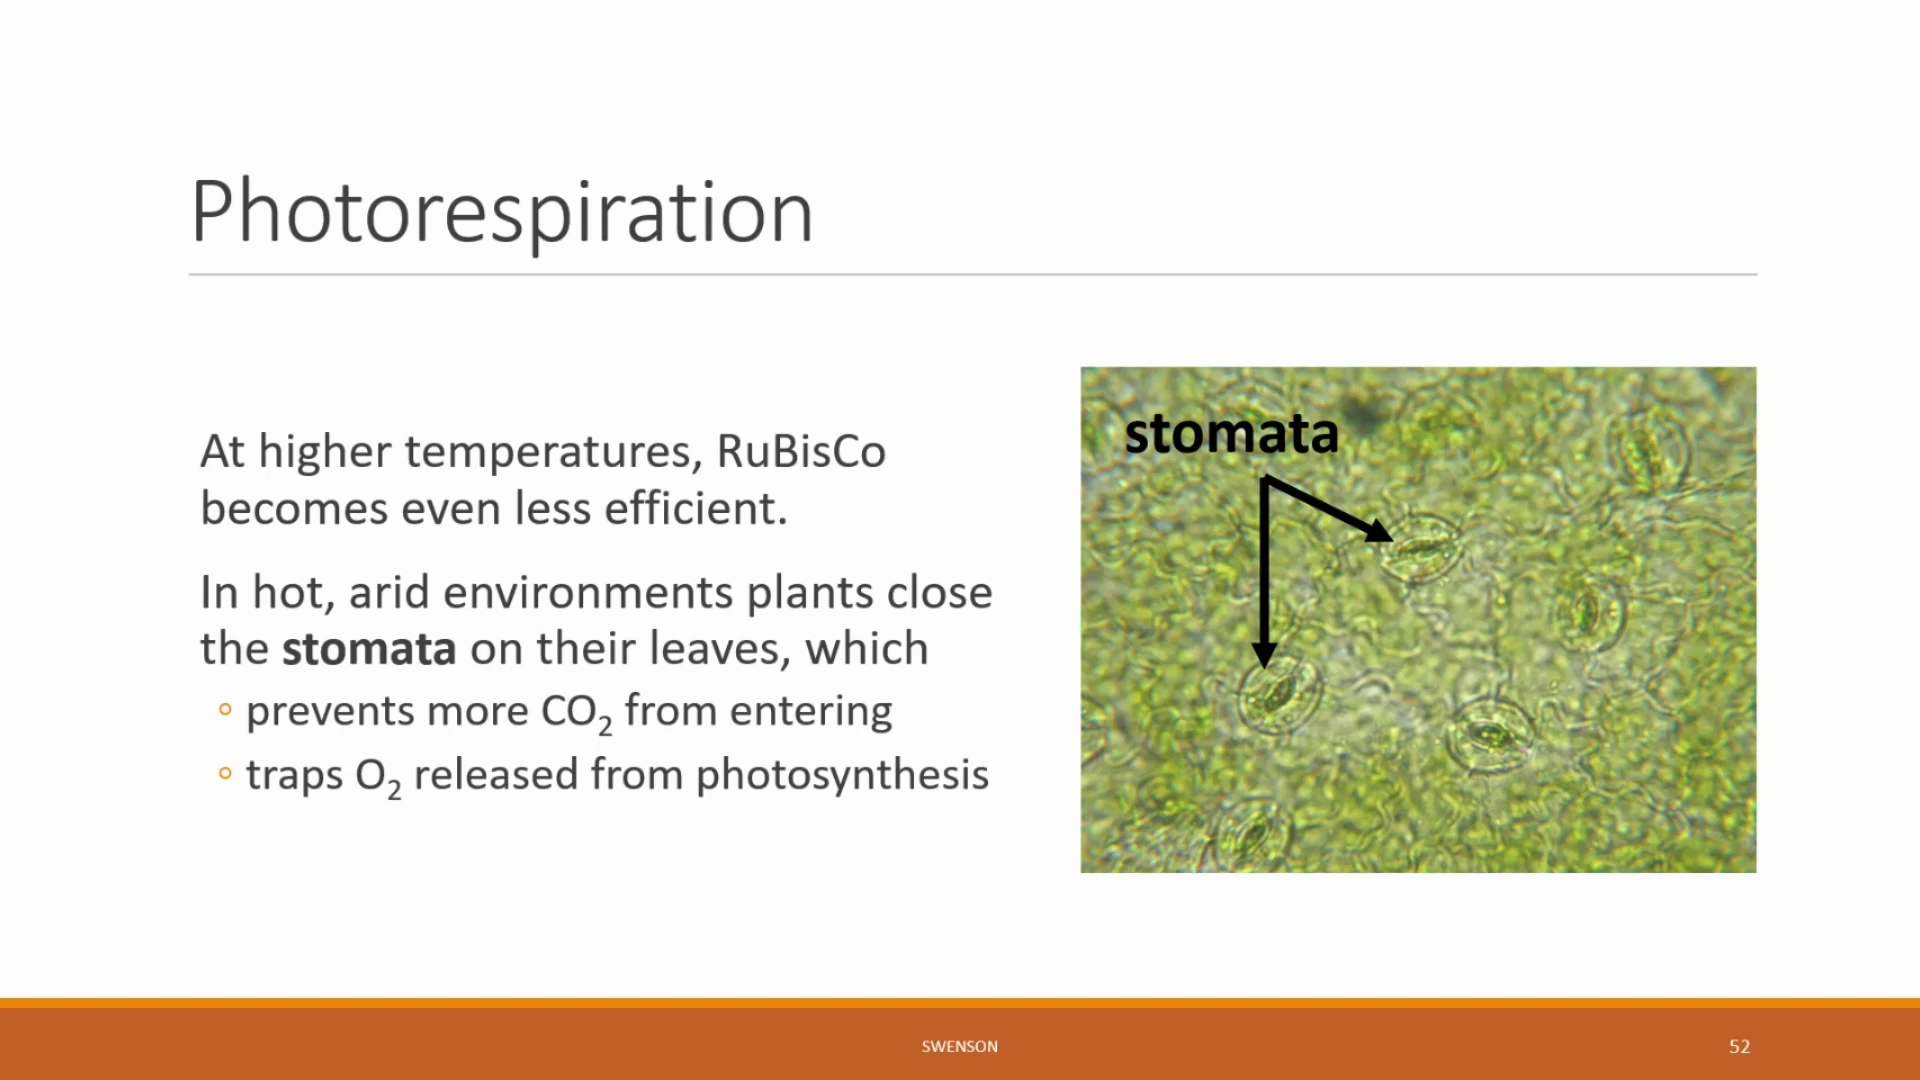 Photorespiration
At higher temperatures, RuBisCo
becomes even less efficient.
In hot, arid environments plants close
the stomata on their leaves, which
◦ prevents more CO₂ from entering
◦ traps O₂ released from photosynthesis
stomata
SWENSON
52